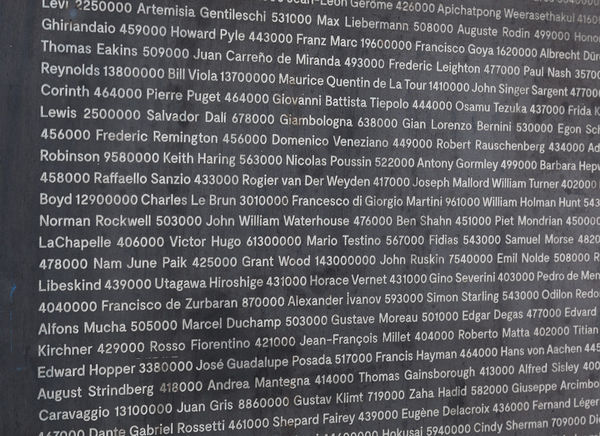 Jean-Léon Gérôme 426000 Apichatpong Weerasethakul
Levi 2250000 Artemisia Gentileschi 531000 Max Liebermann 508000 Auguste Rodin 499000
Ghirlandaio 459000 Howard Pyle 443000 Franz Marc 19600000 Francisco Goya 1620000 Albrecht
Thomas Eakins 509000 Juan Carreño de Miranda 493000 Frederic Leighton 477000 Paul Nash
Reynolds 13800000 Bill Viola 13700000 Maurice Quentin de La Tour 1410000 John Singer Sargent 477000
Corinth 464000 Pierre Puget 464000 Giovanni Battista Tiepolo 444000 Osamu Tezuka 437000 Frida
Lewis 2500000 Salvador Dalí 678000 Giambologna 638000 Gian Lorenzo Bernini 530000 Egon
456000 Frederic Remington 456000 Domenico Veneziano 449000 Robert Rauschenberg 434000
Robinson 9580000 Keith Haring 563000 Nicolas Poussin 522000 Antony Gormley 499000 Barbara
458000 Raffaello Sanzio 433000 Rogier van Der Weyden 417000 Joseph Mallord William Turner 402000
Boyd 12900000 Charles Le Brun 3010000 Francesco di Giorgio Martini 961000 William Holman Hunt
Norman Rockwell 503000 John William Waterhouse 476000 Ben Shahn 451000 Piet Mondrian
LaChapelle 406000 Victor Hugo 61300000 Mario Testino 567000 Fidias 543000 Samuel Morse
478000 Nam June Paik 425000 Grant Wood 143000000 John Ruskin 7540000 Emil Nolde 508000
Libeskind 439000 Utagawa Hiroshige 431000 Horace Vernet 431000 Gino Severini 403000 Pedro de
4040000 Francisco de Zurbaran 870000 Alexander Ivanov 593000 Simon Starling 543000 Odilon
Alfons Mucha 505000 Marcel Duchamp 503000 Gustave Moreau 501000 Edgar Degas 477000 Edvard
Kirchner 429000 Rosso Fiorentino 421000 Jean-François Millet 404000 Roberto Matta 402000 Titian
Edward Hopper 3380000 José Guadalupe Posada 517000 Francis Hayman 464000 Hans von Aachen
August Strindberg 418000 Andrea Mantegna 414000 Thomas Gainsborough 413000 Alfred Sisley
Caravaggio 13100000 Juan Gris 8860000 Gustav Klimt 719000 Zaha Hadid 582000 Giuseppe
Dante Gabriel Rossetti 461000 Shepard Fairey 439000 Eugène Delacroix 436000 Fernand Léger
Hokusai 5940000 Cindy Sherman 709000